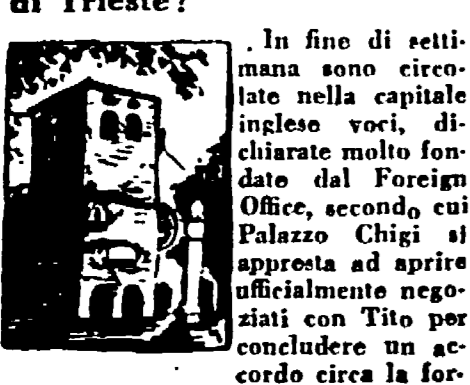 di Trieste?
. In fine di setti-
mana sono circo-
late nella capitale
inglese voci, di-
chiarate molto fon-
date dal Foreign
Office, secondo cui
Palazzo Chigi si
appresta ad aprire
ufficialmente nego-
ziati con Tito per
concludere un ac-
cordo circa la for-